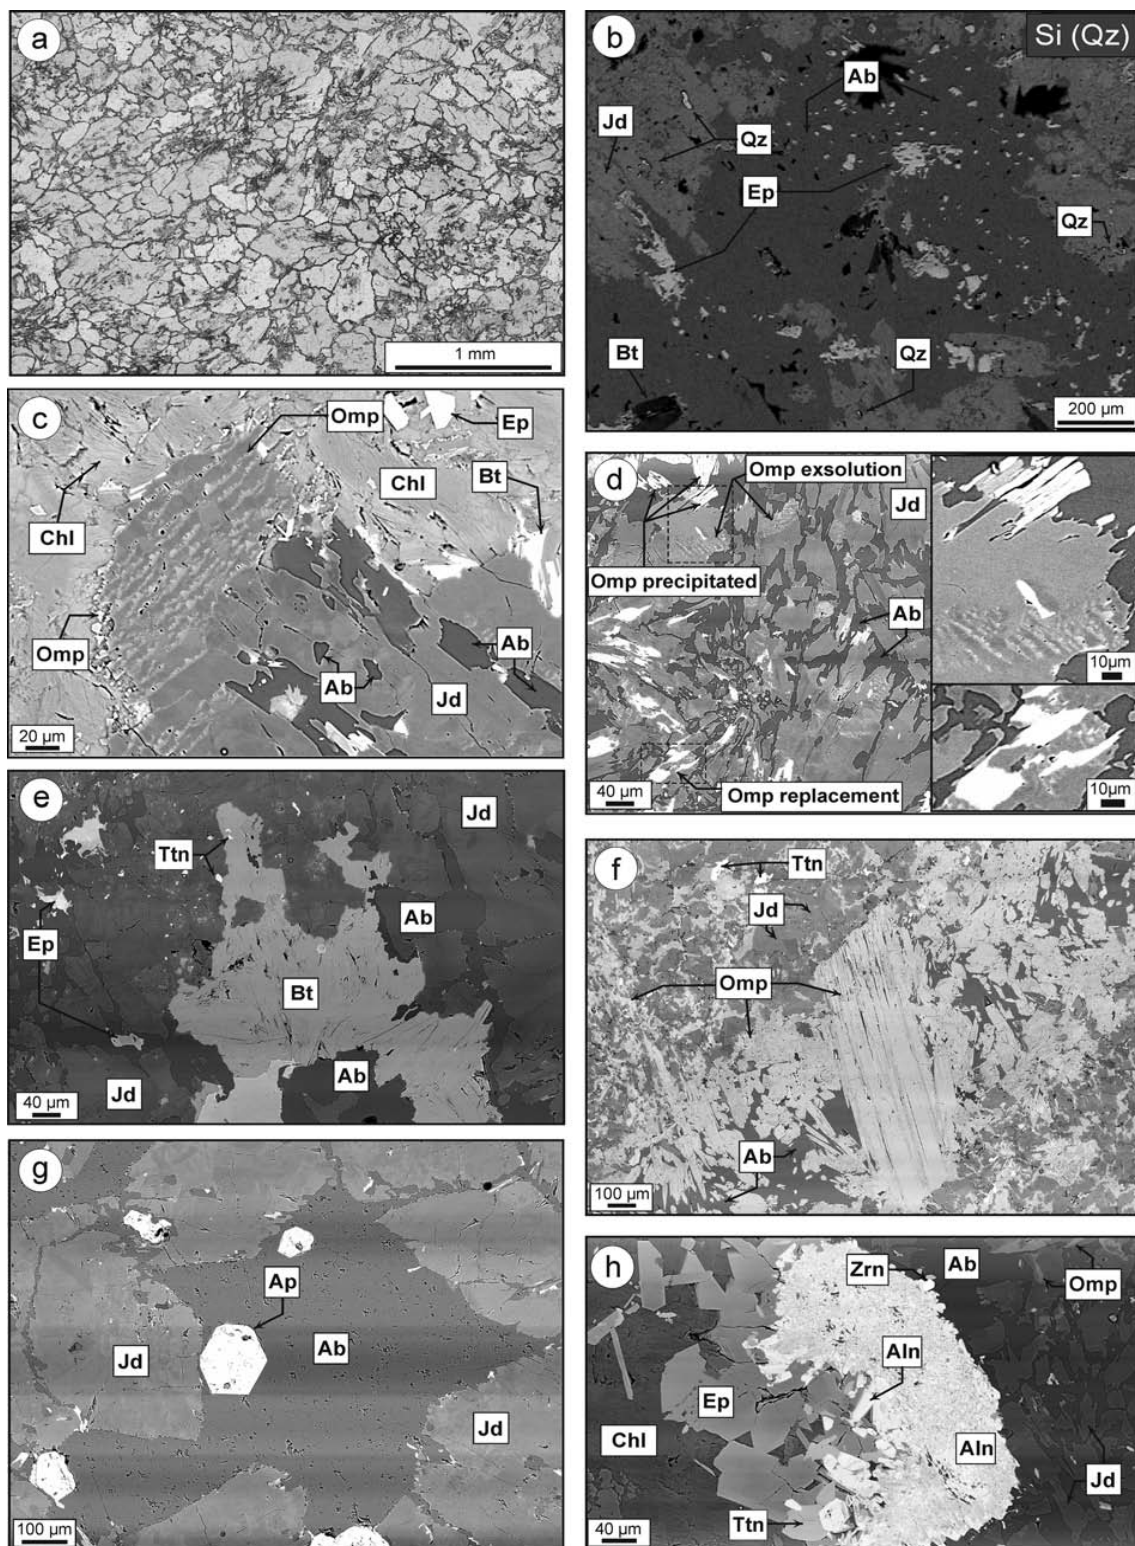 a
1 mm
b
Si (Qz)
Ab
Jd
Qz
Ep
Qz
Bt
Qz
200 µm
c
Omp
Ep
Bt
Chl
Chl
Omp
Ab
Ab
Jd
20 µm
d
Omp exsolution
Jd
Omp precipitated
Ab
10µm
40 µm
Omp replacement
10µm
e
Jd
Ttn
Ab
Ep
Bt
Ab
Jd
40 µm
f
Ttn
Jd
Omp
Ab
100 µm
g
Ap
Jd
Ab
Jd
100 µm
h
Zrn
Ab
Omp
Aln
Ep
Chl
Aln
Jd
Ttn
40 µm